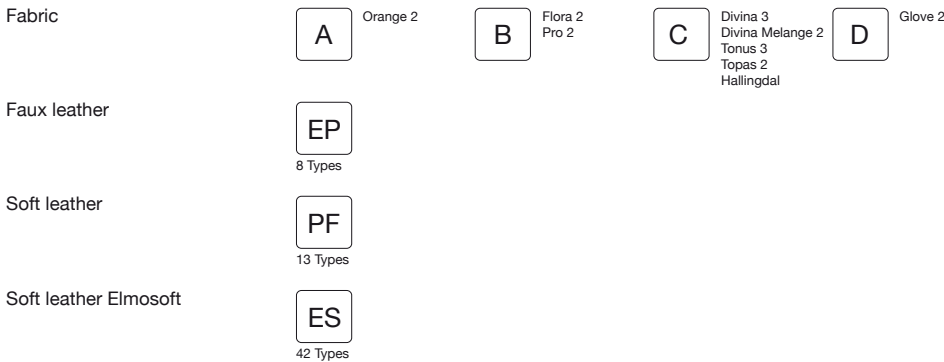 Fabric
A
Orange 2
B
Flora 2
Pro 2
C
Divina 3
Divina Melange 2
Tonus 3
Topas 2
Hallingdal
D
Glove 2
Faux leather
EP
8 Types
Soft leather
PF
13 Types
Soft leather Elmosoft
ES
42 Types